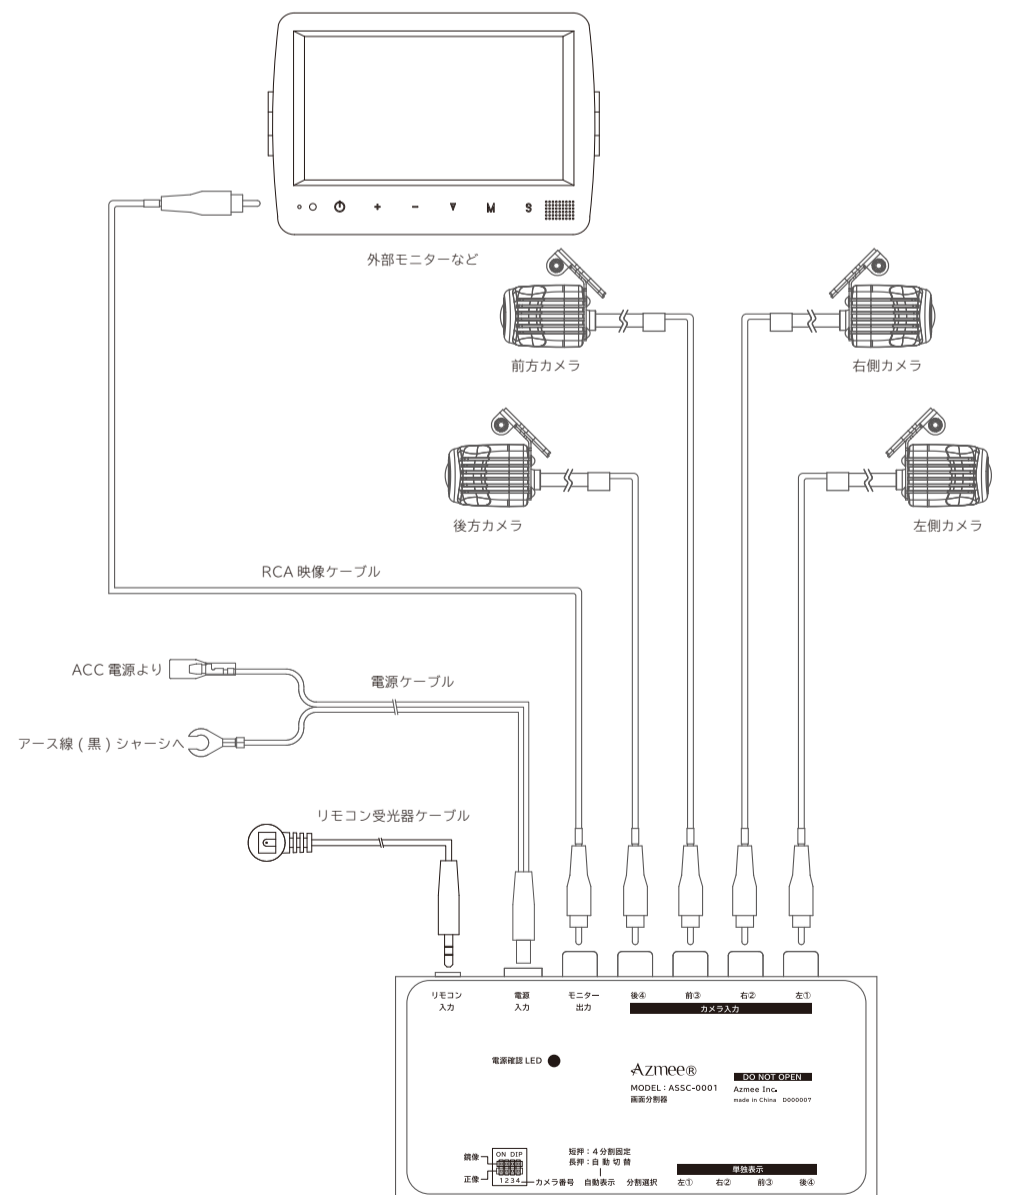 M
S
外部モニターなど
前方カメラ
右側カメラ
後方カメラ
左側カメラ
RCA 映像ケーブル
ACC 電源より
電源ケーブル
アース線 ( 黒 ) シャーシへ
リモコン受光器ケーブル
リモコン入力
電源入力
モニター出力
後④
前③
右②
左①
カメラ入力
電源確認 LED
Azmee®
MODEL : ASSC-0001
画面分割器
DO NOT OPEN
Azmee Inc.
made in China D000007
ON DIP
鏡像
正像
1 2 3 4
カメラ番号
短押 : 4 分割固定
長押 : 自 動 切 替
自動表示
分割選択
単独表示
左①
右②
前③
後④